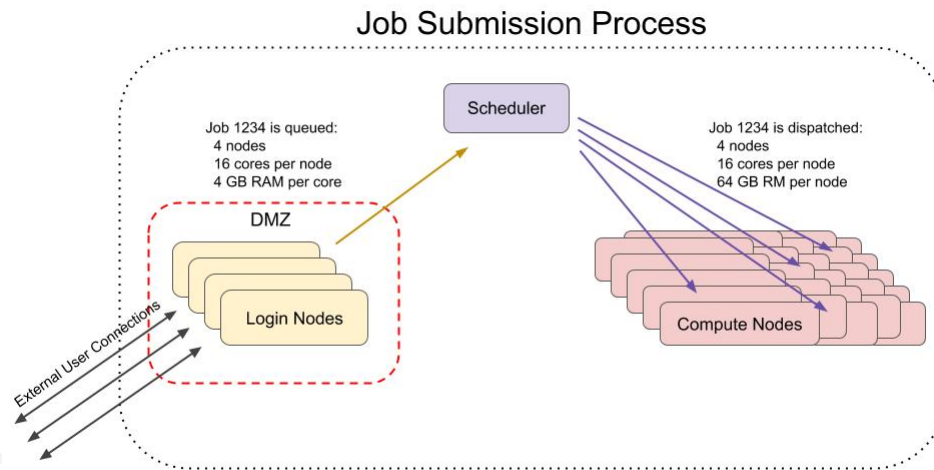 Job Submission Process
Scheduler
Job 1234 is queued:
4 nodes
16 cores per node
4 GB RAM per core
Job 1234 is dispatched:
4 nodes
16 cores per node
64 GB RM per node
DMZ
Login Nodes
External User Connections
Compute Nodes